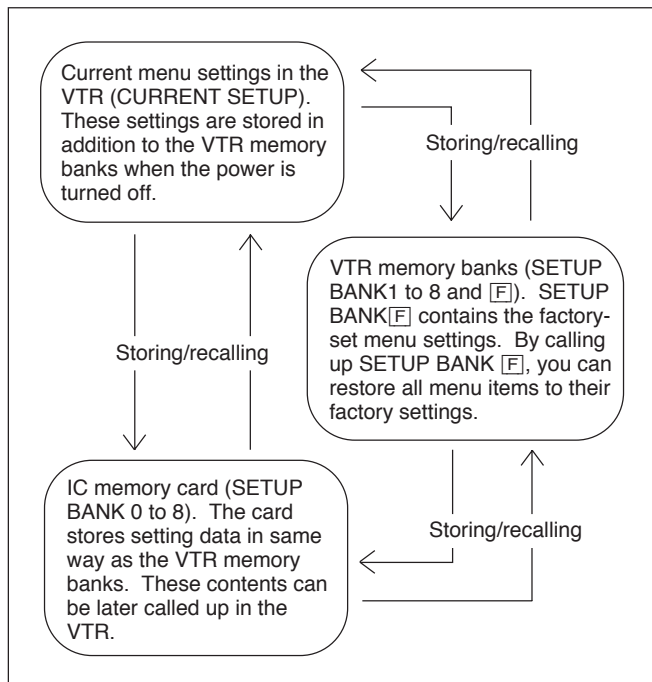 Current menu settings in the
VTR (CURRENT SETUP).
These settings are stored in
addition to the VTR memory
banks when the power is
turned off.
Storing/recalling
VTR memory banks (SETUP
BANK1 to 8 and F). SETUP
BANK F contains the factory-
set menu settings. By calling
up SETUP BANK F, you can
restore all menu items to their
factory settings.
Storing/recalling
IC memory card (SETUP
BANK 0 to 8). The card
stores setting data in same
way as the VTR memory
banks. These contents can
be later called up in the
VTR.
Storing/recalling